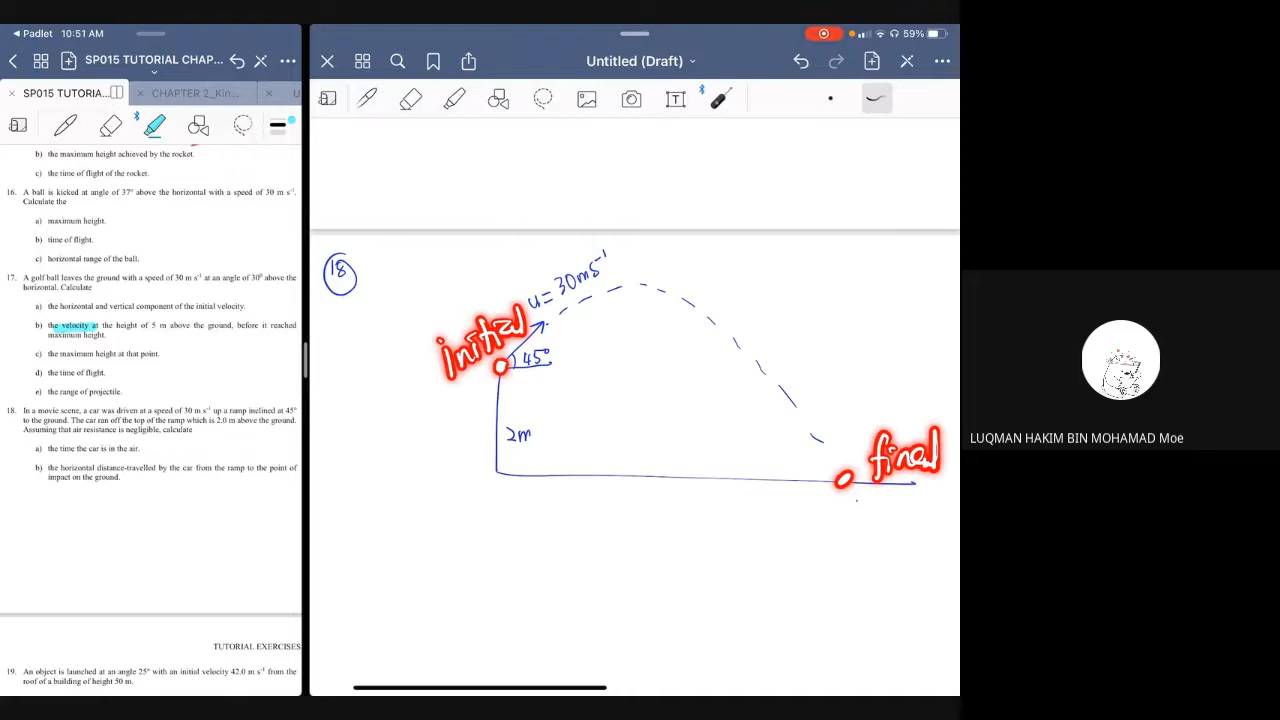 Padlet 10:51 AM
59%
SP015 TUTORIAL CHAP...
Untitled (Draft)
SP015 TUTORIA...
CHAPTER 2_Kin...
U
T
b) the maximum height achieved by the rocket.
c) the time of flight of the rocket.
16. A ball is kicked at angle of 37° above the horizontal with a speed of 30 m s⁻¹.
Calculate the
a) maximum height.
b) time of flight.
c) horizontal range of the ball.
17. A golf ball leaves the ground with a speed of 30 m s⁻¹ at an angle of 30⁰ above the
horizontal. Calculate
a) the horizontal and vertical component of the initial velocity.
b) the velocity at the height of 5 m above the ground, before it reached
maximum height.
c) the maximum height at that point.
d) the time of flight.
e) the range of projectile.
18. In a movie scene, a car was driven at a speed of 30 m s⁻¹ up a ramp inclined at 45°
to the ground. The car ran off the top of the ramp which is 2.0 m above the ground.
Assuming that air resistance is negligible, calculate
a) the time the car is in the air.
b) the horizontal distance-travelled by the car from the ramp to the point of
impact on the ground.
TUTORIAL EXERCISES
19. An object is launched at an angle 25° with an initial velocity 42.0 m s⁻¹ from the
roof of a building of height 50 m.
18
u = 30ms⁻¹
initial
45°
2m
final
LUQMAN HAKIM BIN MOHAMAD Moe